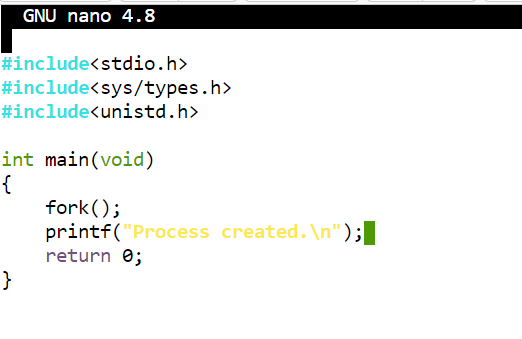 GNU nano 4.8
#include<stdio.h>
#include<sys/types.h>
#include<unistd.h>
int main(void)
{
    fork();
    printf("Process created.\n");
    return 0;
}